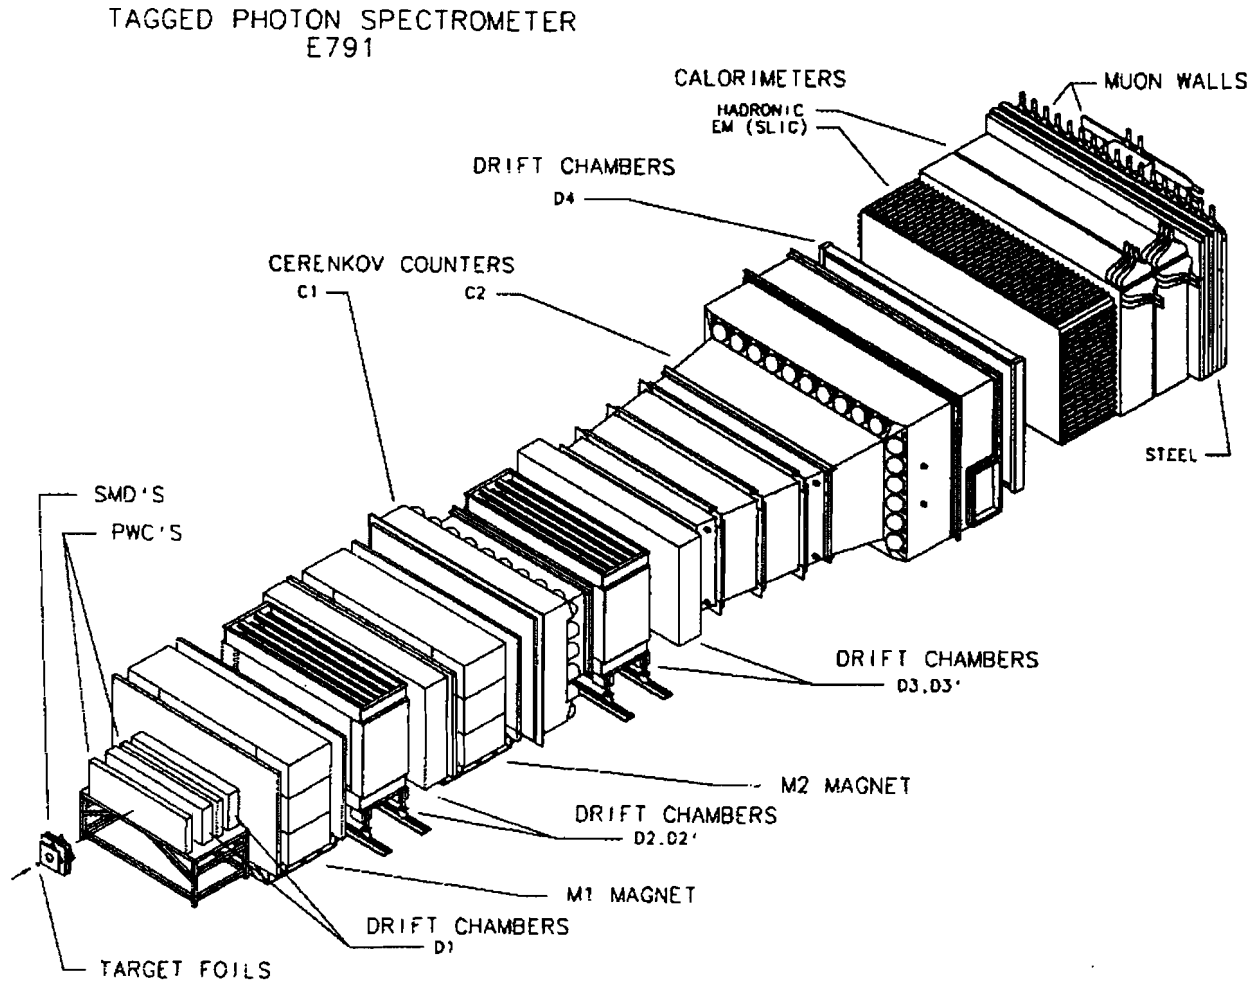 TAGGED PHOTON SPECTROMETER
E791
CALORIMETERS
HADRONIC
EM (SLIC)
MUON WALLS
DRIFT CHAMBERS
D4
CERENKOV COUNTERS
C1
C2
STEEL
SMD'S
PWC'S
DRIFT CHAMBERS
D3,D3'
M2 MAGNET
DRIFT CHAMBERS
D2,D2'
M1 MAGNET
DRIFT CHAMBERS
D1
TARGET FOILS